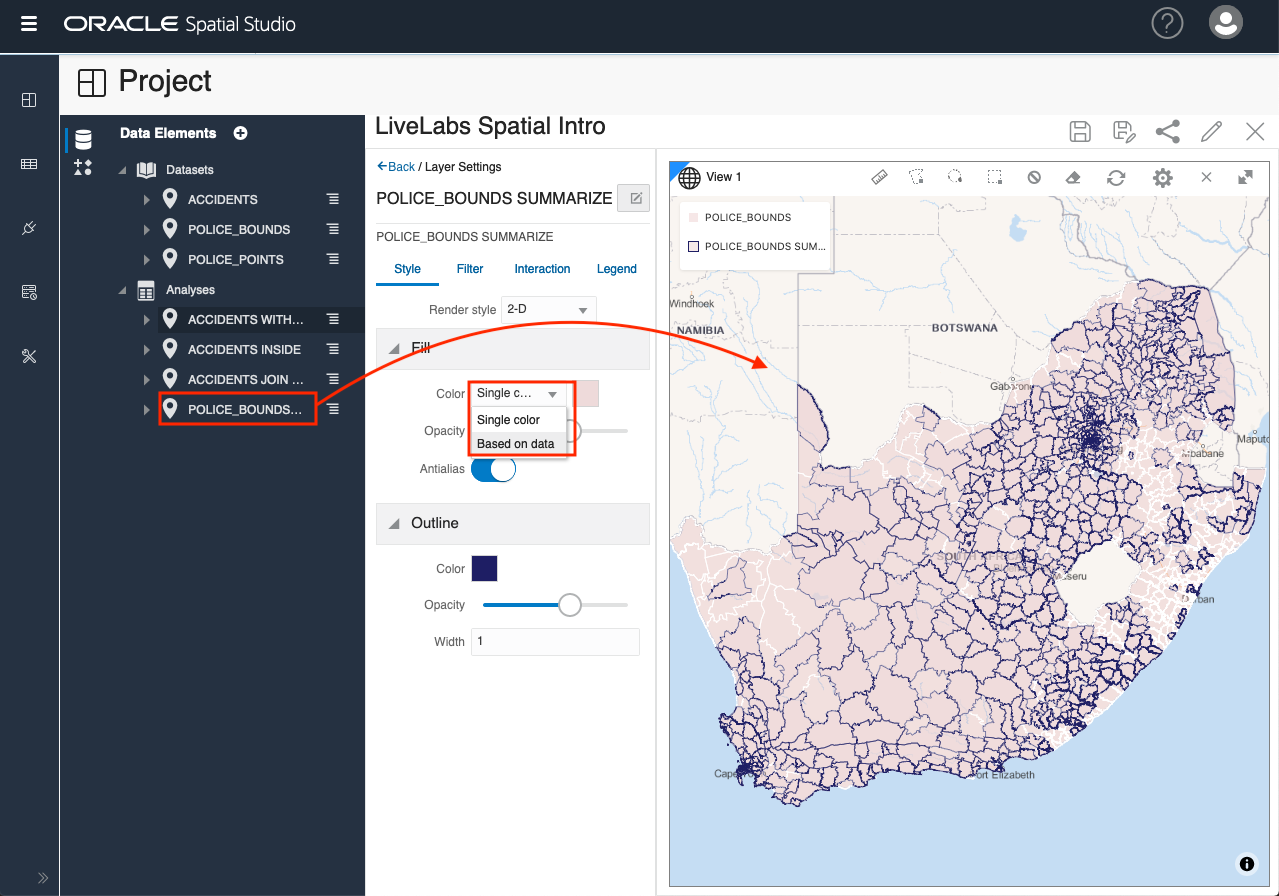 ORACLE Spatial Studio
?
Project
Data Elements
Datasets
ACCIDENTS
POLICE_BOUNDS
POLICE_POINTS
Analyses
ACCIDENTS WITH...
ACCIDENTS INSIDE
ACCIDENTS JOIN ...
POLICE_BOUNDS...
LiveLabs Spatial Intro
Back / Layer Settings
POLICE_BOUNDS SUMMARIZE
POLICE_BOUNDS SUMMARIZE
Style Filter Interaction Legend
Render style 2-D
Fill
Color Single c...
Single color
Based on data
Opacity
Antialias
Outline
Color
Opacity
Width 1
View 1
POLICE_BOUNDS
POLICE_BOUNDS SUM...
Windhoek
NAMIBIA
BOTSWANA
Gaborone
Maputo
Mbabane
SOUTH AFRICA
Maseru
Port Elizabeth